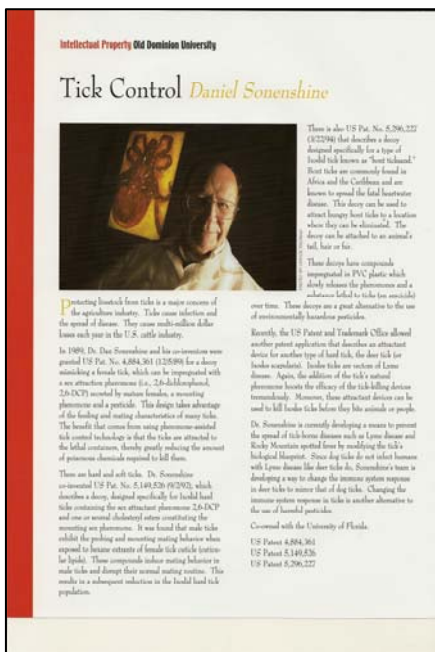 Intellectual Property Old Dominion University
Tick Control Daniel Sonenshine
Protecting livestock from ticks is a major concern of
the agriculture industry. Ticks cause infection and
the spread of disease. They cause multi-million dollar
losses each year in the U.S. cattle industry.
In 1989, Dr. Dan Sonenshine and his co-inventors were
granted US Pat. No. 4,884,361 (12/5/89) for a decoy
mimicking a female tick, which can be impregnated with
a sex attraction pheromone (i.e., 2,6-dichlorophenol,
2,6-DCP) secreted by mature females, a mounting
pheromone and a pesticide. This design takes advantage
of the feeding and mating characteristics of many ticks.
The benefit that comes from using pheromone-assisted
tick control technology is that the ticks are attracted to
the lethal containers, thereby greatly reducing the amount
of poisonous chemicals required to kill them.
There are hard and soft ticks. Dr. Sonenshine
co-invented US Pat. No. 5,149,526 (9/2/92), which
describes a decoy, designed specifically for Ixodid hard
ticks containing the sex attractant pheromone 2,6-DCP
and one or several cholesteryl esters constituting the
mounting sex pheromone. It was found that male ticks
exhibit the probing and mounting mating behavior when
exposed to hexane extracts of female tick cuticle (cuticu-
lar lipids). These compounds induce mating behavior in
male ticks and disrupt their normal mating routine. This
results in a subsequent reduction in the Ixodid hard tick
population.
There is also US Pat. No. 5,296,227
(3/22/94) that describes a decoy
designed specifically for a type of
Ixodid tick known as "bont ticks
Bont ticks are commonly found in
Africa and the Caribbean and are
known to spread the fatal heartwater
disease. This decoy can be used to
attract hungry bont ticks to a location
where they can be eliminated. The
decoy can be attached to an animal's
tail, hair or fur.
These decoys have compounds
impregnated in PVC plastic which
slowly releases the pheromones and a
substance lethal to ticks (an
over time. These decoys are a great alternative to the use
of environmentally hazardous pesticides.
Recently, the US Patent and Trademark Office allowed
another patent application that describes an attractant
device for another type of hard tick, the deer tick (or
Ixodes scapularis). Ixodes ticks are vectors of Lyme
disease. Again, the addition of the tick's natural
pheromone boosts the efficacy of the tick-killing devices
tremendously. Moreover, these attractant devices can be
used to kill Ixodes ticks before they bite animals or people.
Dr. Sonenshine is currently developing a means to prevent
the spread of tick-borne diseases such as Lyme disease and
Rocky Mountain spotted fever by modifying the tick's
biological blueprint. Since dog ticks do not infect humans
with Lyme disease like deer ticks do, Sonenshine's team is
developing a way to change the immune system response
in deer ticks to mirror that of dog ticks. Changing the
immune system response in ticks is another alternative to
the use of harmful pesticides.
Co-owned with the University of Florida.
US Patent 4,884,361
US Patent 5,149,526
US Patent 5,296,227